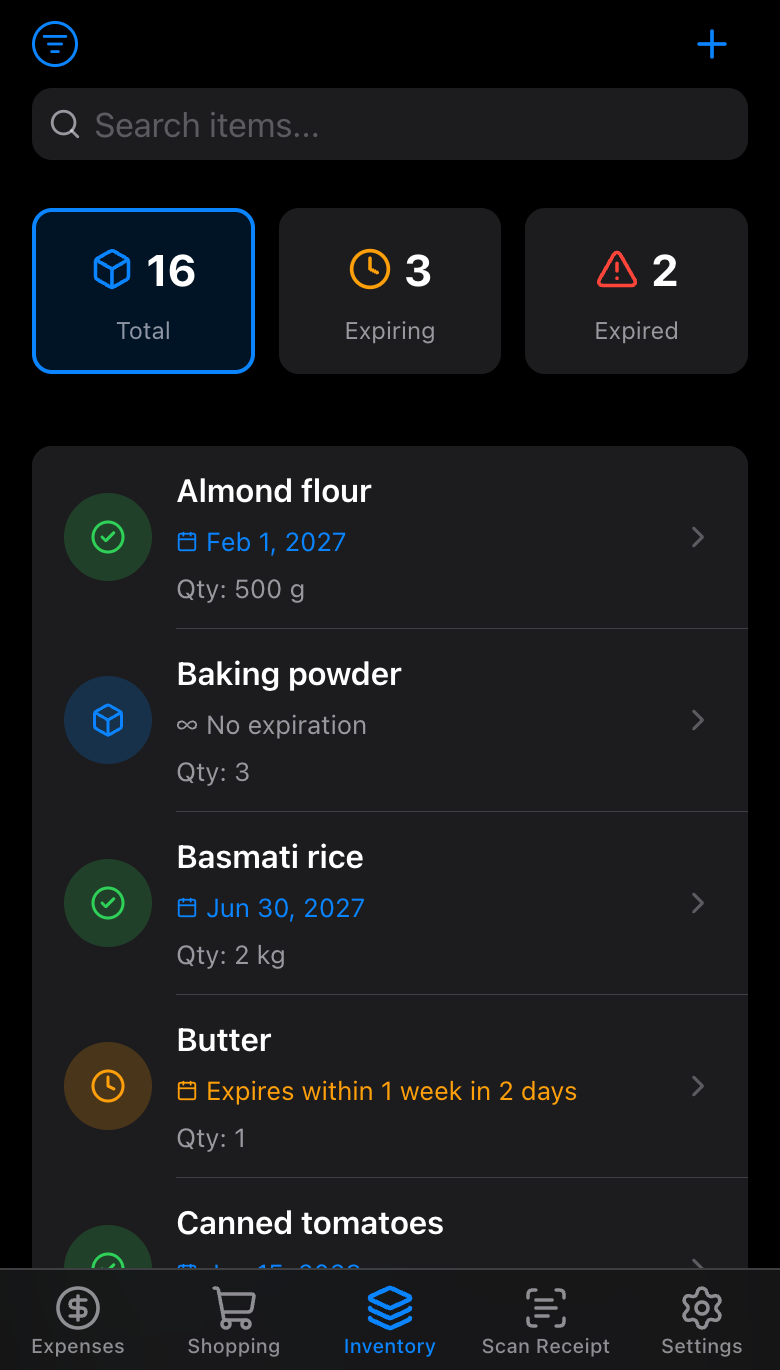 Search items...
16
Total
3
Expiring
2
Expired
Almond flour
Feb 1, 2027
Qty: 500 g
Baking powder
No expiration
Qty: 3
Basmati rice
Jun 30, 2027
Qty: 2 kg
Butter
Expires within 1 week in 2 days
Qty: 1
Canned tomatoes
Expenses
Shopping
Inventory
Scan Receipt
Settings